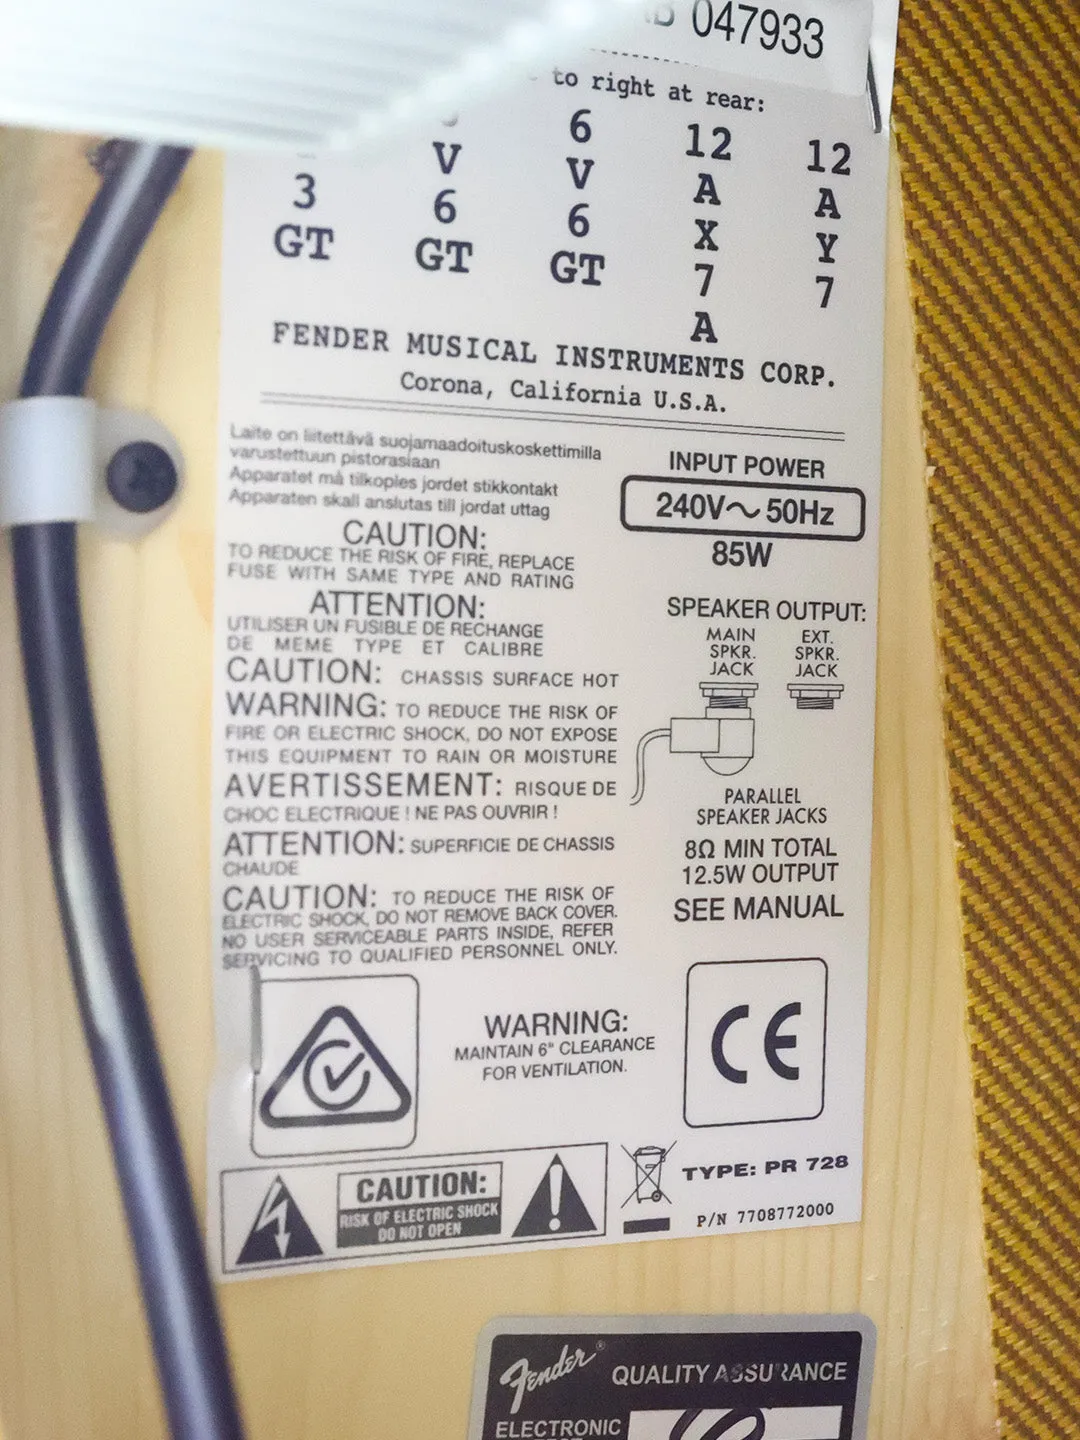 047933
to right at rear:
6 12 12
V V A A
3 6 6 X Y
GT GT GT 7 7
A
FENDER MUSICAL INSTRUMENTS CORP.
Corona, California U.S.A.
Laite on liitettävä suojamaadoituskoskettimilla
varustettuun pistorasiaan
Apparatet må tilkoples jordet stikkontakt
Apparaten skall anslutas till jordat uttag
CAUTION:
TO REDUCE THE RISK OF FIRE, REPLACE
FUSE WITH SAME TYPE AND RATING
ATTENTION:
UTILISER UN FUSIBLE DE RECHANGE
DE MEME TYPE ET CALIBRE
CAUTION: CHASSIS SURFACE HOT
WARNING: TO REDUCE THE RISK OF
FIRE OR ELECTRIC SHOCK, DO NOT EXPOSE
THIS EQUIPMENT TO RAIN OR MOISTURE
AVERTISSEMENT: RISQUE DE
CHOC ELECTRIQUE ! NE PAS OUVRIR !
ATTENTION: SUPERFICIE DE CHASSIS
CHAUDE
CAUTION: TO REDUCE THE RISK OF
ELECTRIC SHOCK, DO NOT REMOVE BACK COVER.
NO USER SERVICEABLE PARTS INSIDE, REFER
SERVICING TO QUALIFIED PERSONNEL ONLY.
INPUT POWER
240V～50Hz
85W
SPEAKER OUTPUT:
MAIN
SPKR.
JACK
EXT.
SPKR.
JACK
PARALLEL
SPEAKER JACKS
8Ω MIN TOTAL
12.5W OUTPUT
SEE MANUAL
WARNING:
MAINTAIN 6" CLEARANCE
FOR VENTILATION.
CE
CAUTION:
RISK OF ELECTRIC SHOCK
DO NOT OPEN
TYPE: PR 728
P/N 7708772000
Fender® QUALITY ASSURANCE
ELECTRONIC